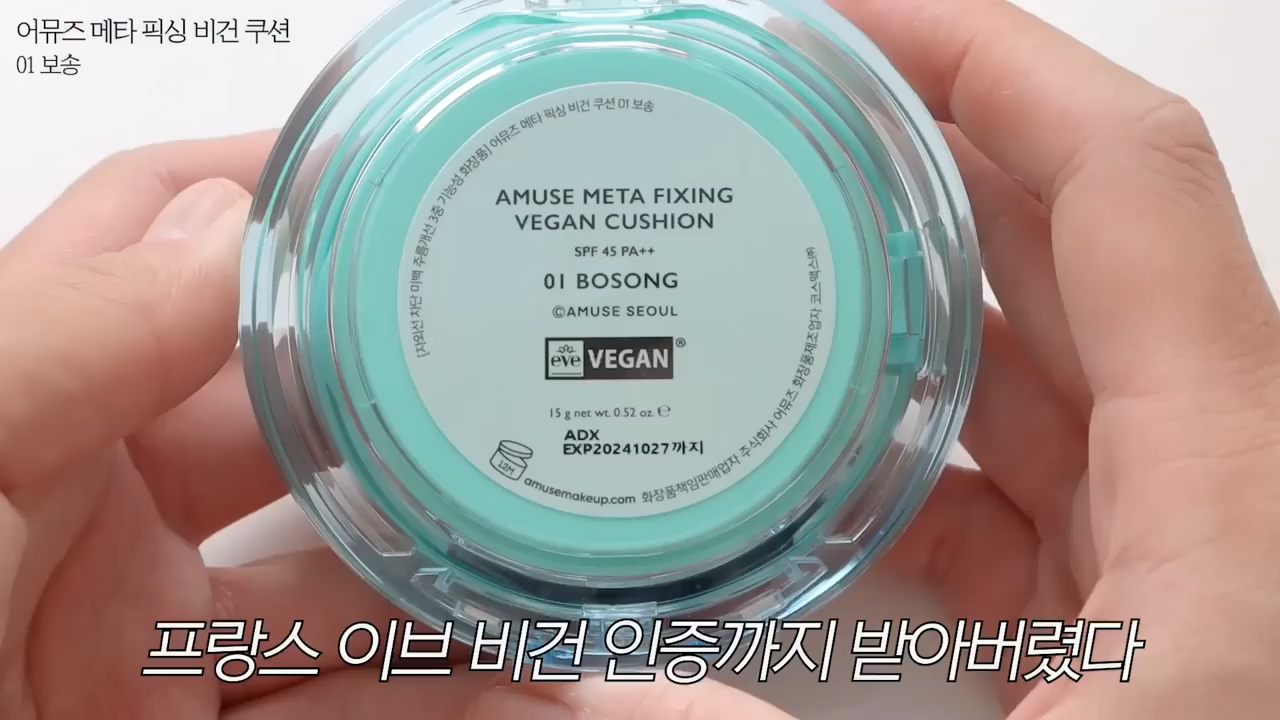 어뮤즈 메타 픽싱 비건 쿠션
01 보송
[자외선 차단 미백 주름개선 3중 기능성 화장품] 어뮤즈 메타 픽싱 비건 쿠션 01 보송
AMUSE META FIXING
VEGAN CUSHION
SPF 45 PA++
01 BOSONG
©AMUSE SEOUL
eve VEGAN®
15 g net wt. 0.52 oz. ℮
ADX
EXP20241027까지
12M
amusemakeup.com 화장품책임판매업자 주식회사 어뮤즈 화장품제조업자 코스맥스㈜
프랑스 이브 비건 인증까지 받아버렸다